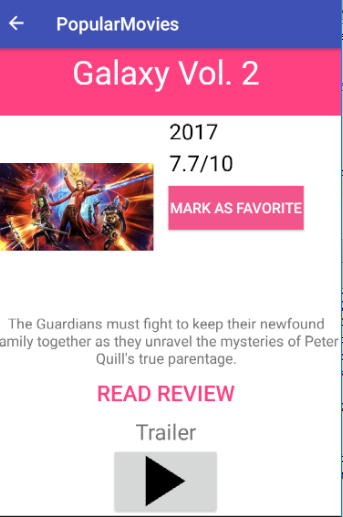 PopularMovies
Galaxy Vol. 2
2017
7.7/10
MARK AS FAVORITE
The Guardians must fight to keep their newfound
amily together as they unravel the mysteries of Peter
Quill's true parentage.
READ REVIEW
Trailer